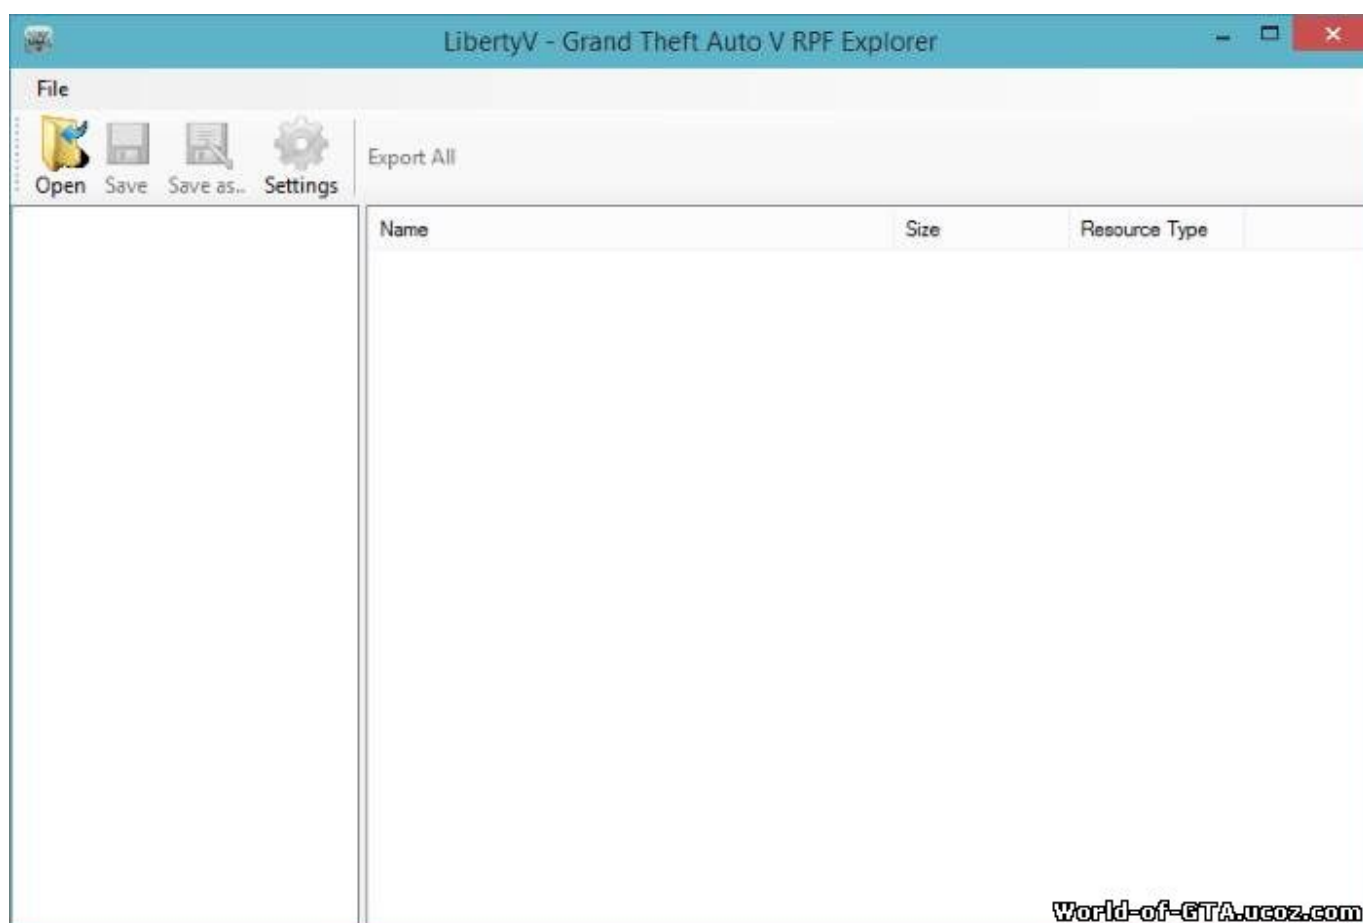 LibertyV - Grand Theft Auto V RPF Explorer
File
Open Save Save as.. Settings Export All
Name Size Resource Type
World-of-GTA.ucoz.com